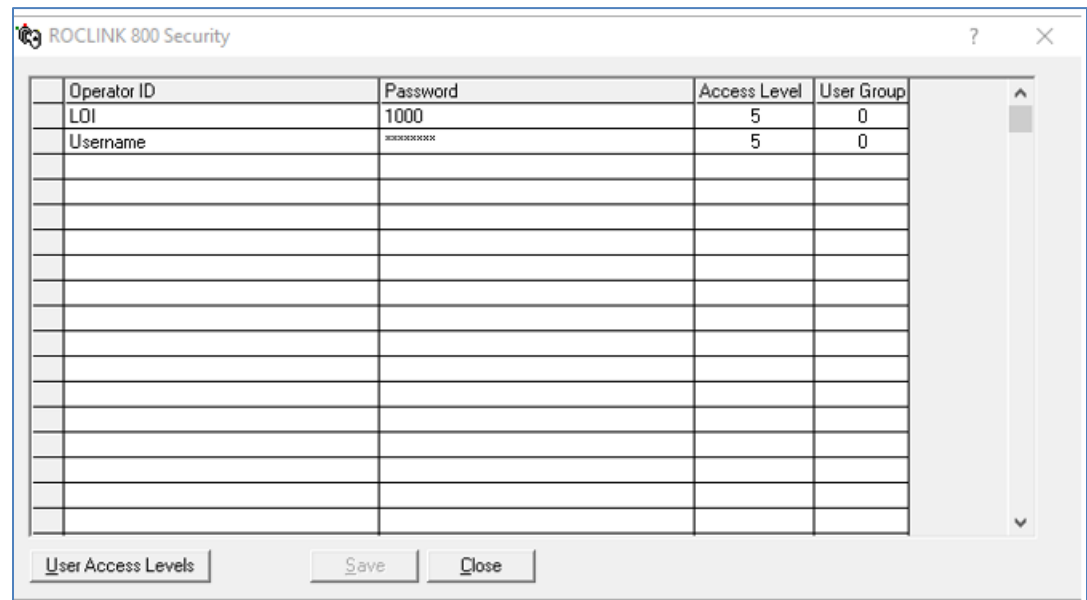 ROCLINK 800 Security ?
Operator ID Password Access Level User Group
LOI 1000 5 0
Username ******** 5 0
User Access Levels Save Close